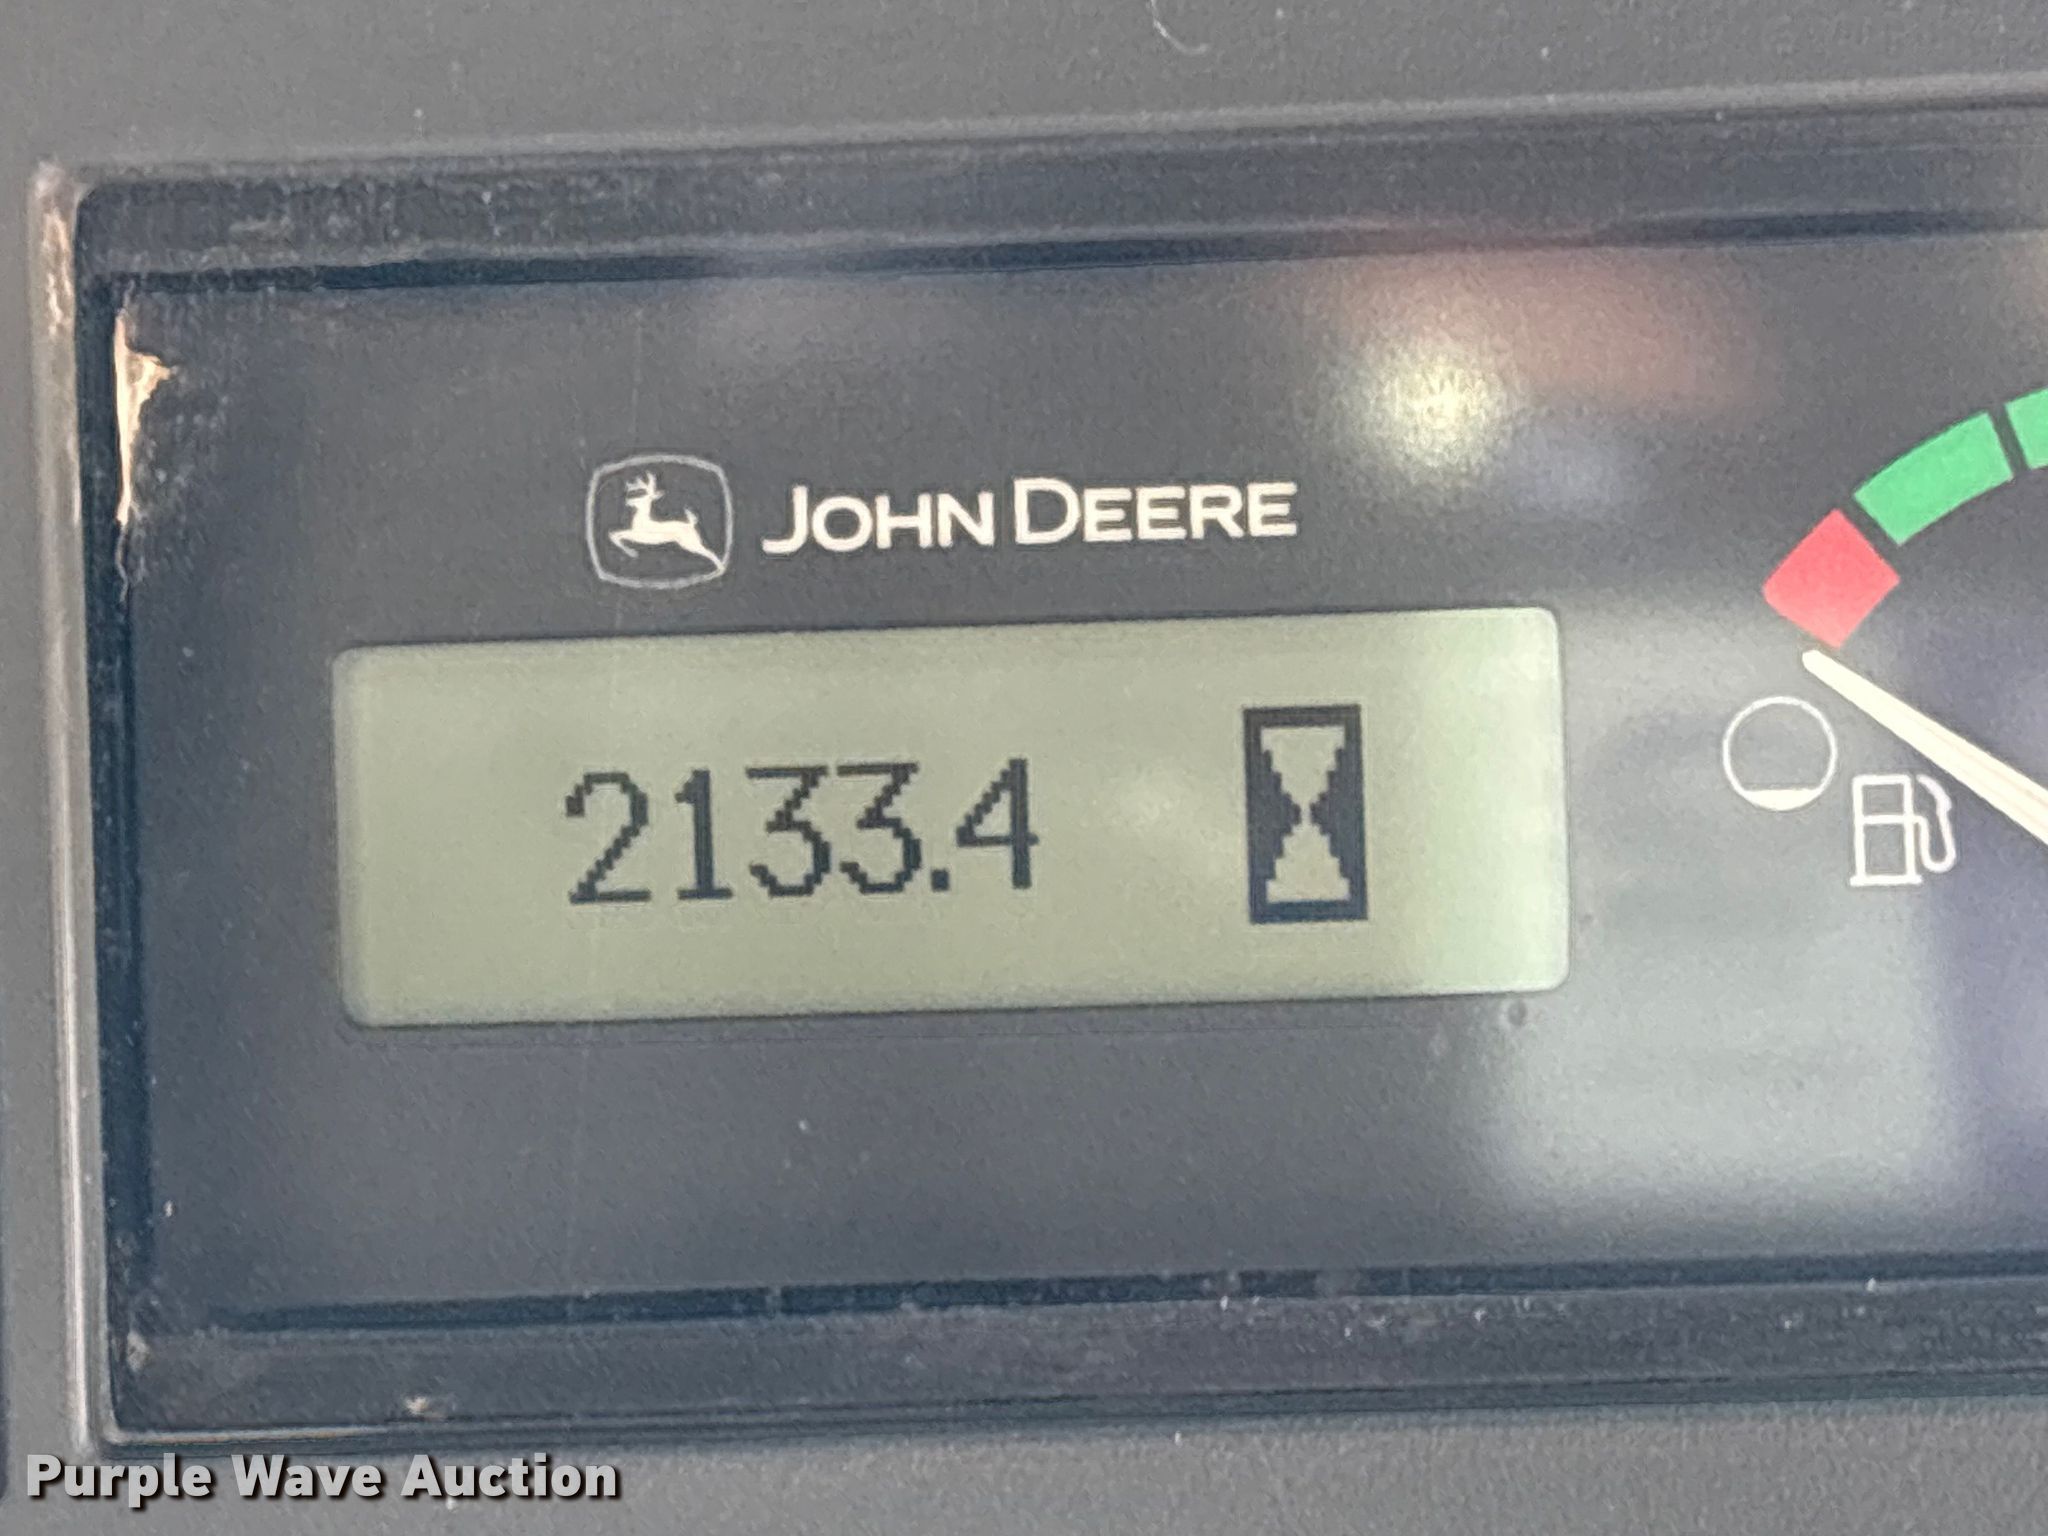 JOHN DEERE
2133.4
Purple Wave Auction